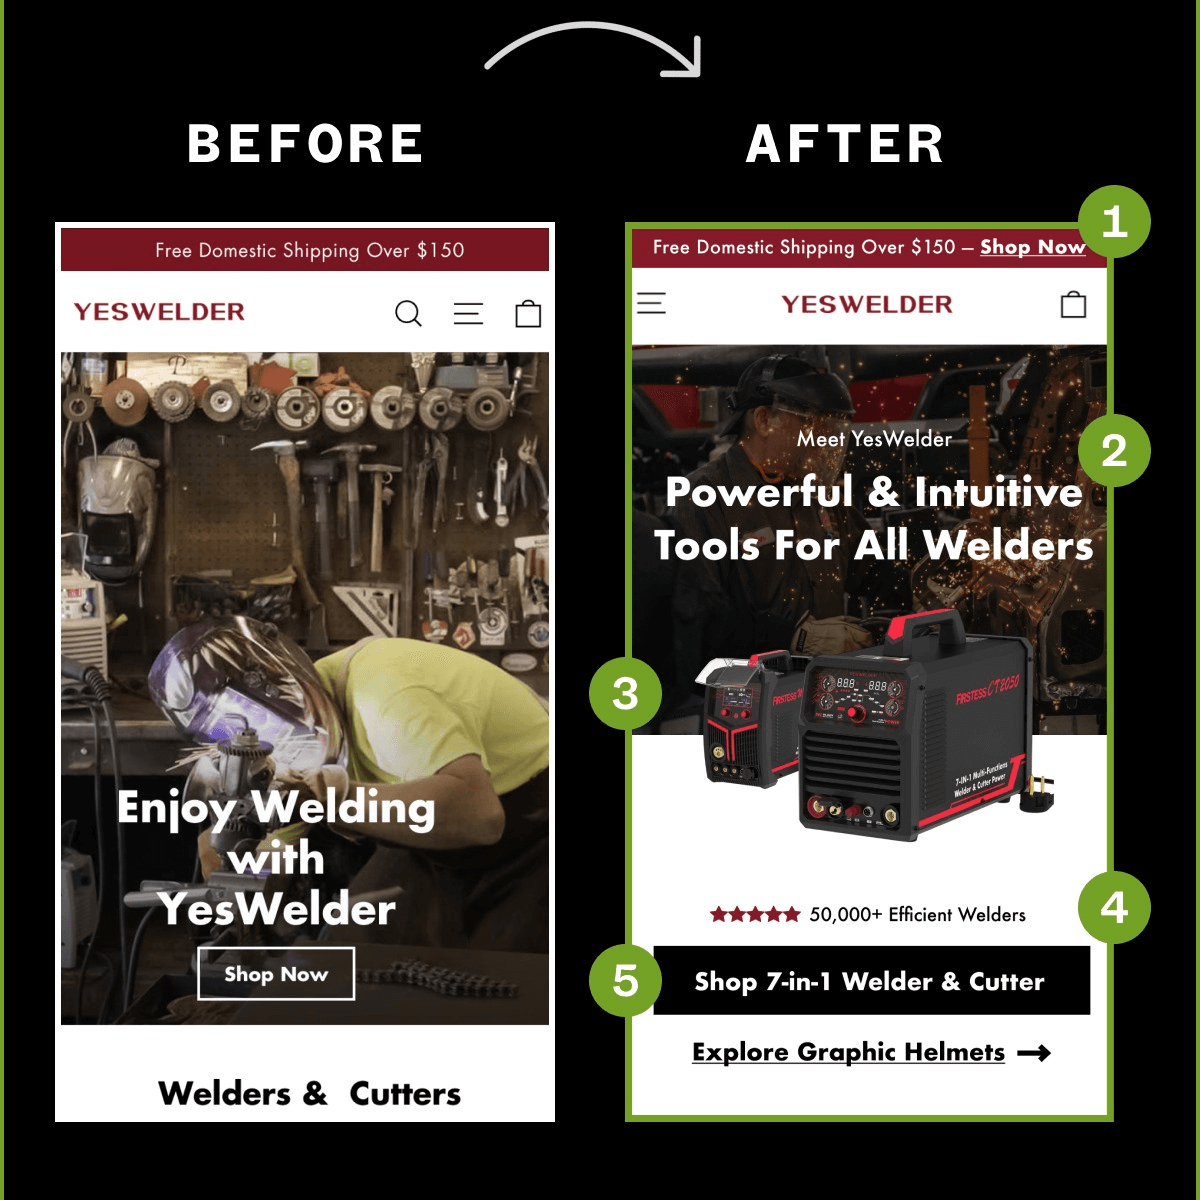 BEFORE
Free Domestic Shipping Over $150
YESWELDER
Enjoy Welding
with
YesWelder
Shop Now
Welders & Cutters
AFTER
1
Free Domestic Shipping Over $150 – Shop Now
YESWELDER
2
Meet YesWelder
Powerful & Intuitive
Tools For All Welders
3
FIRSTESS
888 888
FIRSTESS CT2050
7-IN-1 Multi-Functions
Welder & Cutter Power
4
★★★★★ 50,000+ Efficient Welders
5
Shop 7-in-1 Welder & Cutter
Explore Graphic Helmets →